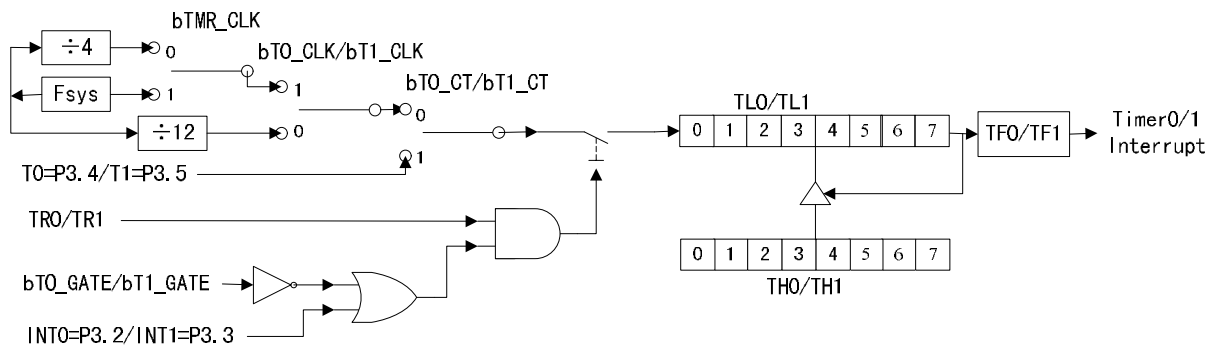 bTMR_CLK
÷4
0
bT0_CLK/bT1_CLK
Fsys
1
1
bT0_CT/bT1_CT
0
÷12
0
1
T0=P3.4/T1=P3.5
TL0/TL1
0 1 2 3 4 5 6 7
TF0/TF1
Timer0/1
Interrupt
TR0/TR1
0 1 2 3 4 5 6 7
TH0/TH1
bT0_GATE/bT1_GATE
INT0=P3.2/INT1=P3.3